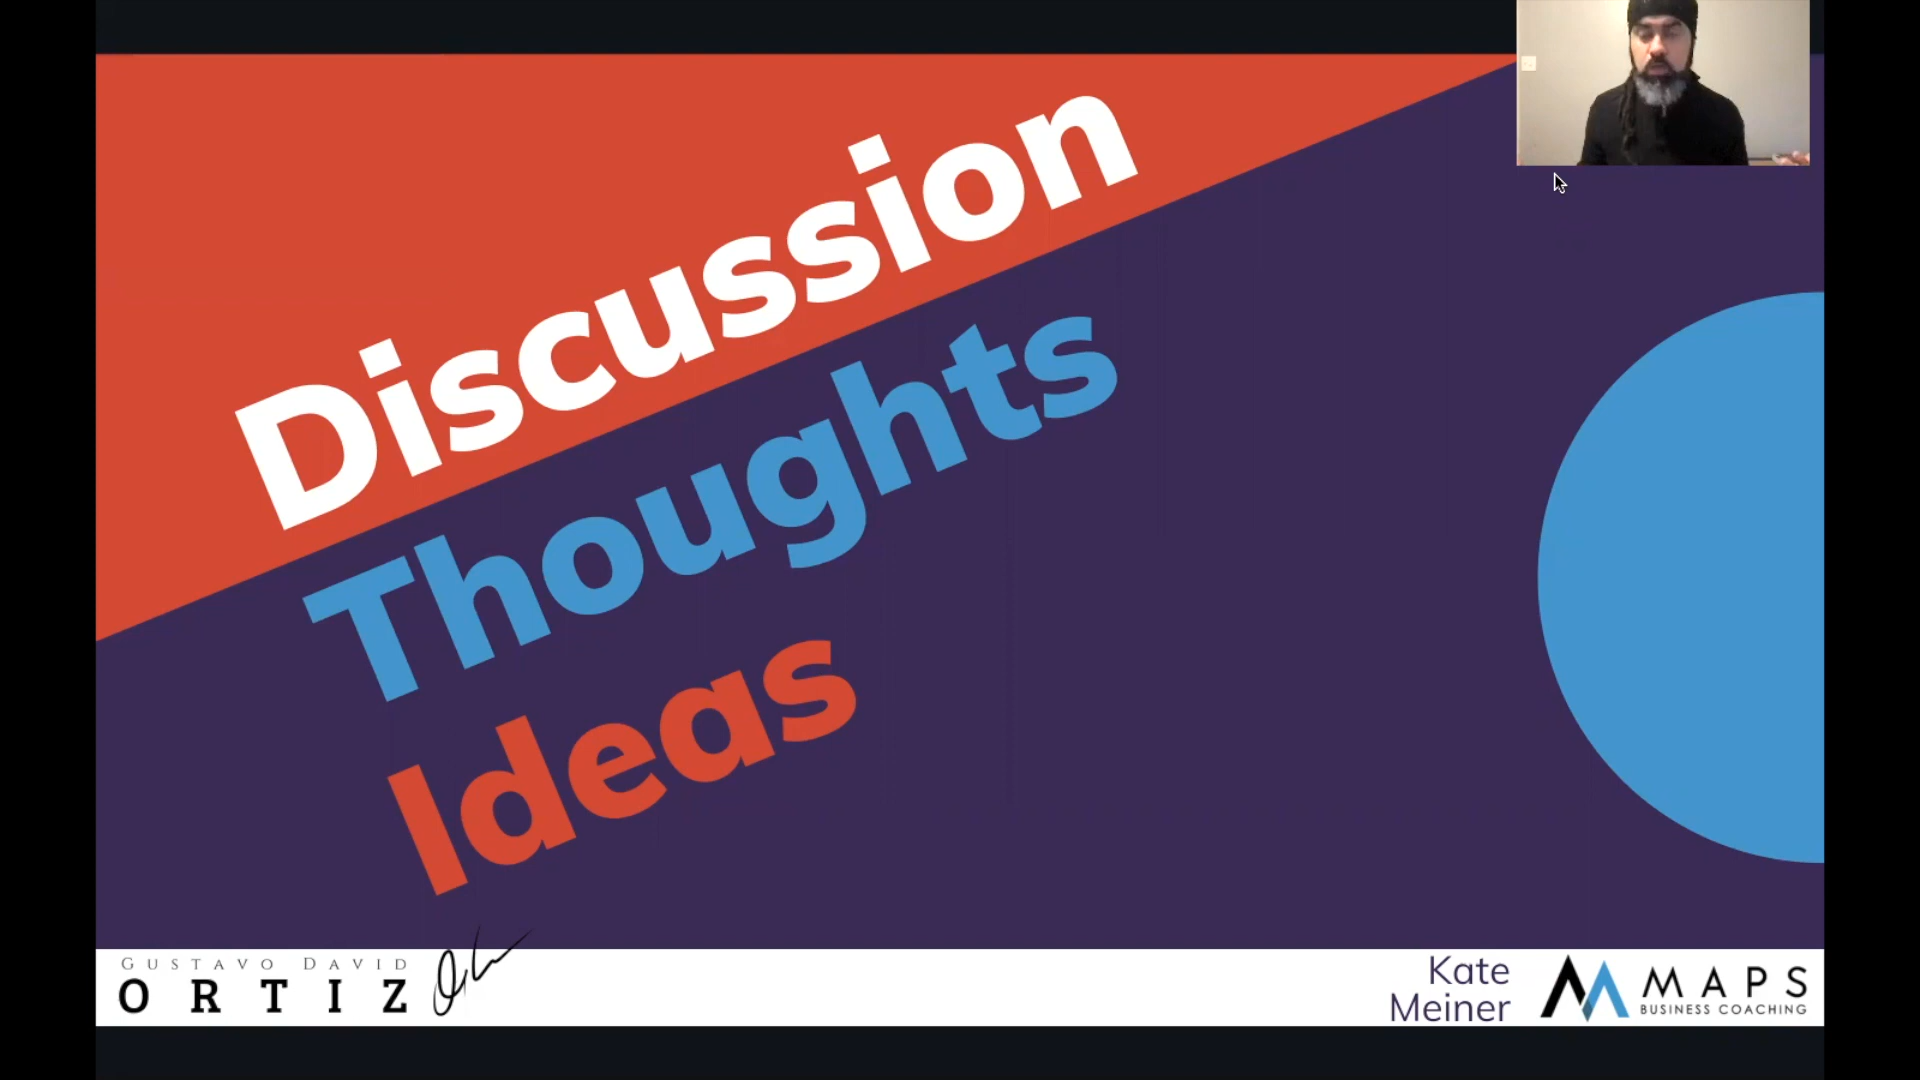 Discussion
Thoughts
Ideas
GUSTAVO DAVID
ORTIZ
Kate
Meiner
MAPS
BUSINESS COACHING